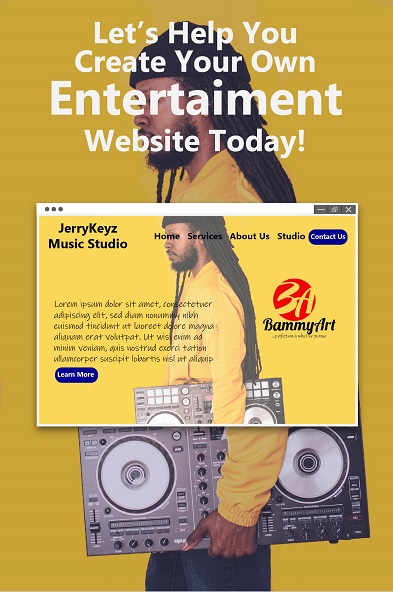 Let's Help You
Create Your Own
Entertaiment
Website Today!
JerryKeyz
Music Studio
Home Services About Us Studio Contact Us
BammyArt
...perfection is what we pursue
Lorem ipsum dolor sit amet, consectetuer
adipiscing elit, sed diam nonummy nibh
euismod tincidunt ut laoreet dolore magna
aliquam erat volutpat. Ut wisi enim ad
minim veniam, quis nostrud exerci tation
ullamcorper suscipit lobortis nisl ut aliquip
Learn More